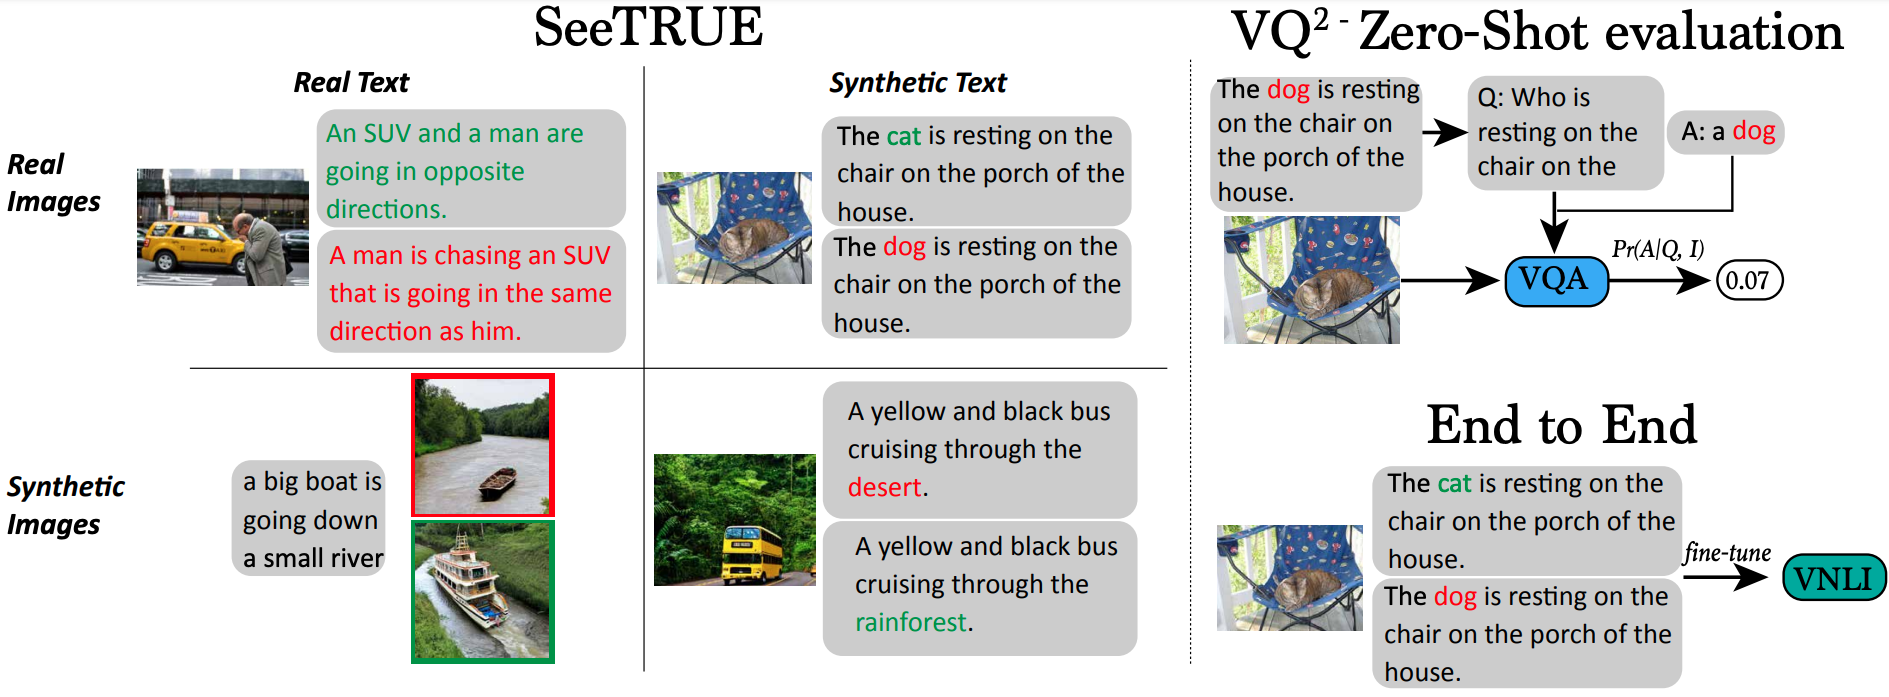 SeeTRUE
Real Text
Synthetic Text
Real
Images
An SUV and a man are
going in opposite
directions.
A man is chasing an SUV
that is going in the same
direction as him.
The cat is resting on the
chair on the porch of the
house.
The dog is resting on the
chair on the porch of the
house.
Synthetic
Images
a big boat is
going down
a small river
A yellow and black bus
cruising through the
desert.
A yellow and black bus
cruising through the
rainforest.
VQ² - Zero-Shot evaluation
The dog is resting
on the chair on
the porch of the
house.
Q: Who is
resting on the
chair on the
A: a dog
VQA
Pr(A|Q, I)
0.07
End to End
The cat is resting on the
chair on the porch of the
house.
The dog is resting on the
chair on the porch of the
house.
fine-tune
VNLI